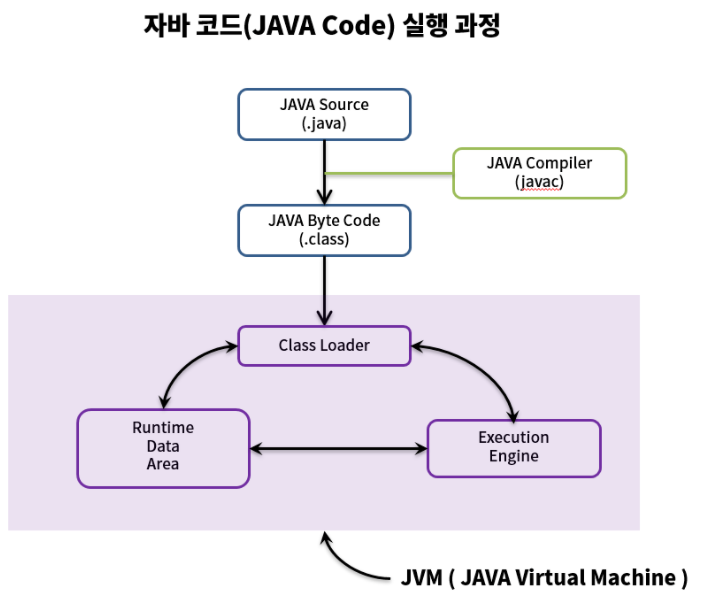 자바 코드(JAVA Code) 실행 과정
JAVA Source
(.java)
JAVA Compiler
(javac)
JAVA Byte Code
(.class)
Class Loader
Runtime
Data
Area
Execution
Engine
JVM ( JAVA Virtual Machine )